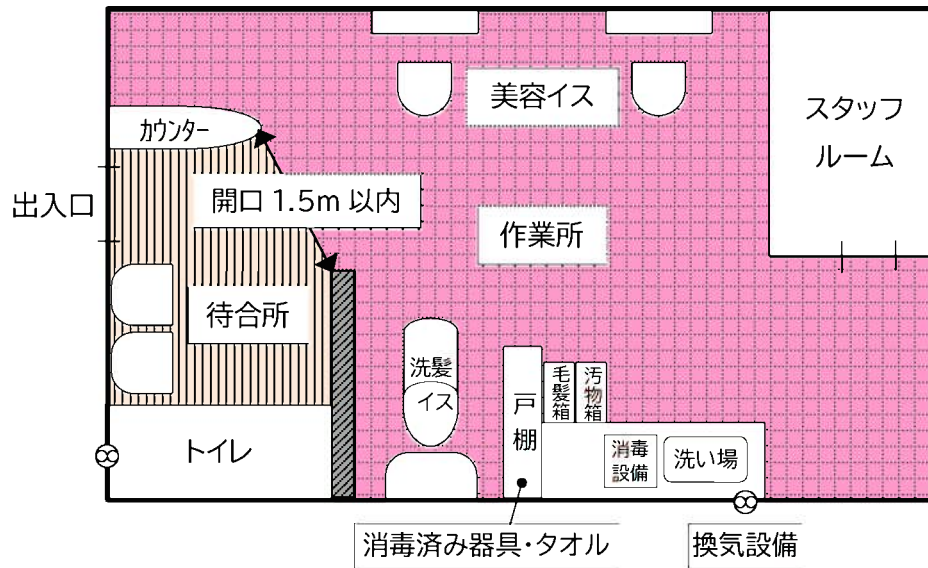 美容イス
スタッフ
ルーム
カウンター
出入口
開口1.5m以内
作業所
待合所
洗髪
イス
戸棚
毛髪箱
汚物箱
トイレ
消毒
設備
洗い場
消毒済み器具・タオル
換気設備